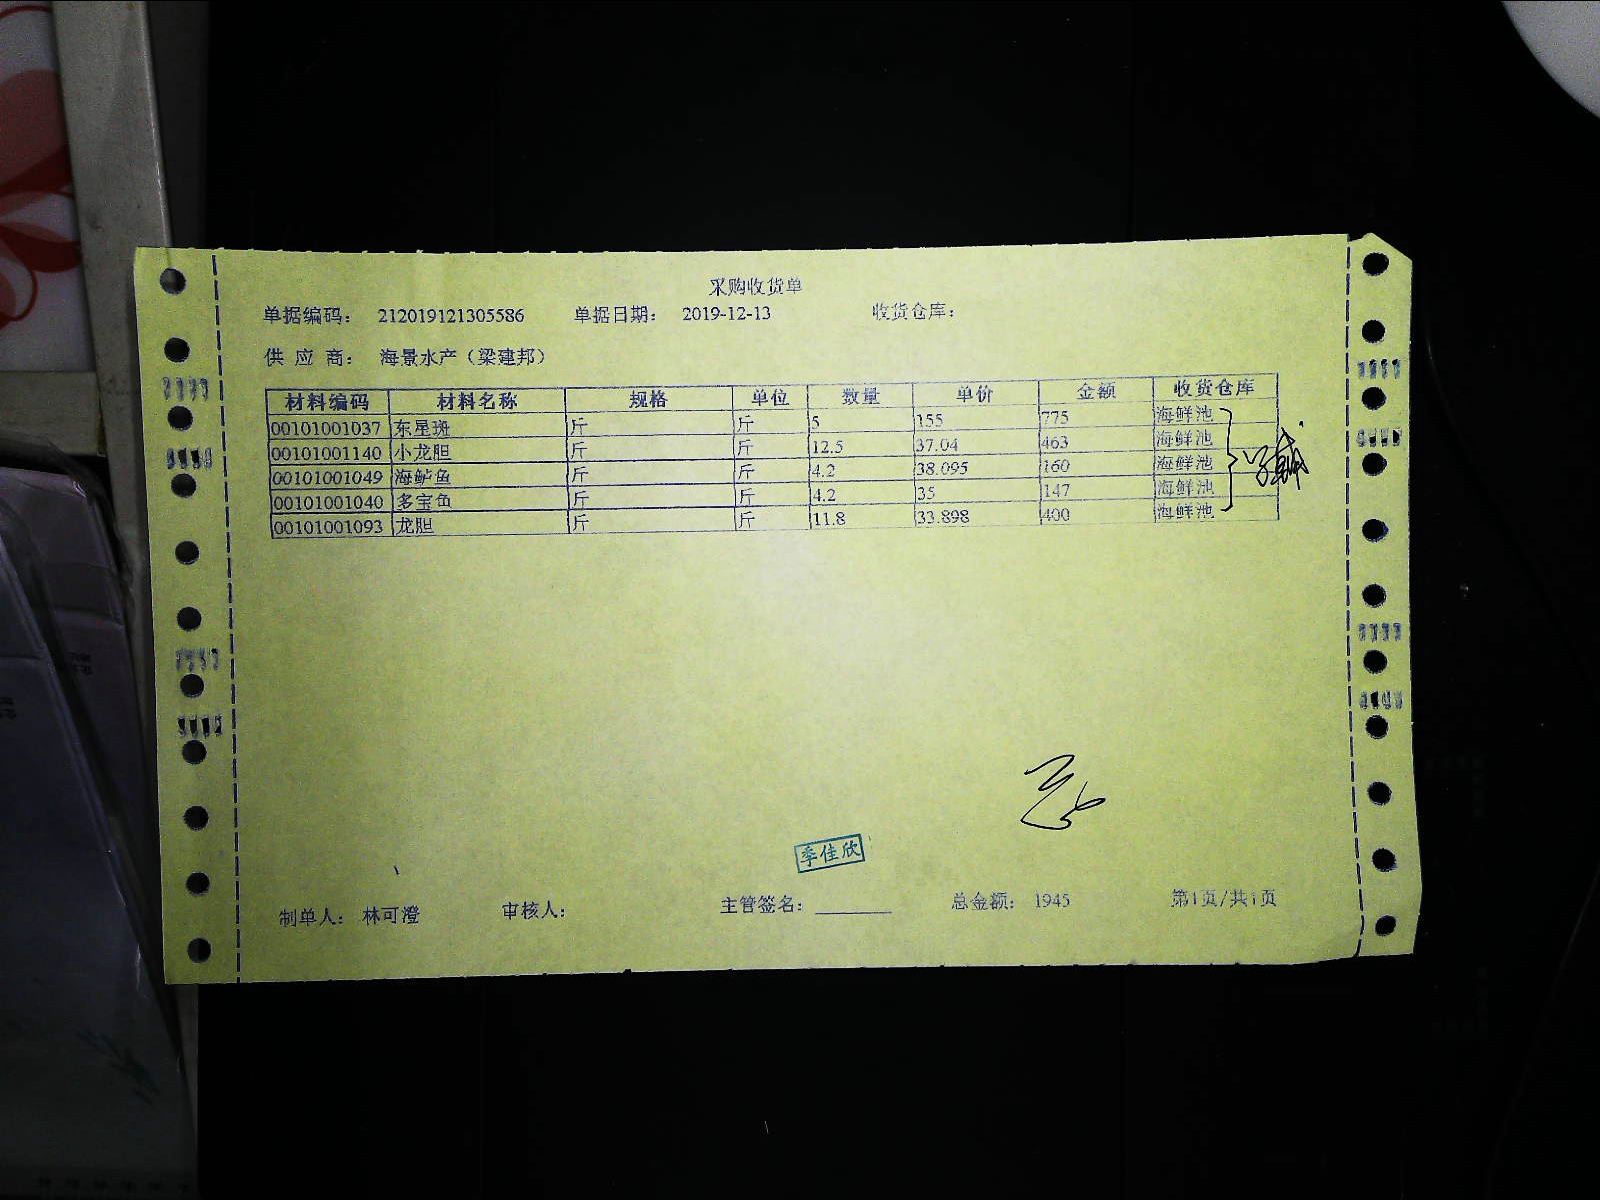 采购收货单
单据编码： 212019121305586 单据日期： 2019-12-13 收货仓库：
供 应 商： 海景水产（梁建邦）
材料编码 材料名称 规格 单位 数量 单价 金额 收货仓库
00101001037 东星斑 斤 斤 5 155 775 海鲜池
00101001140 小龙胆 斤 斤 12.5 37.04 463 海鲜池
00101001049 海鲈鱼 斤 斤 4.2 38.095 160 海鲜池
00101001040 多宝鱼 斤 斤 4.2 35 147 海鲜池
00101001093 龙胆 斤 斤 11.8 33.898 400 海鲜池
季佳欣
制单人： 林可澄 审核人： 主管签名： 总金额： 1945 第1页/共1页